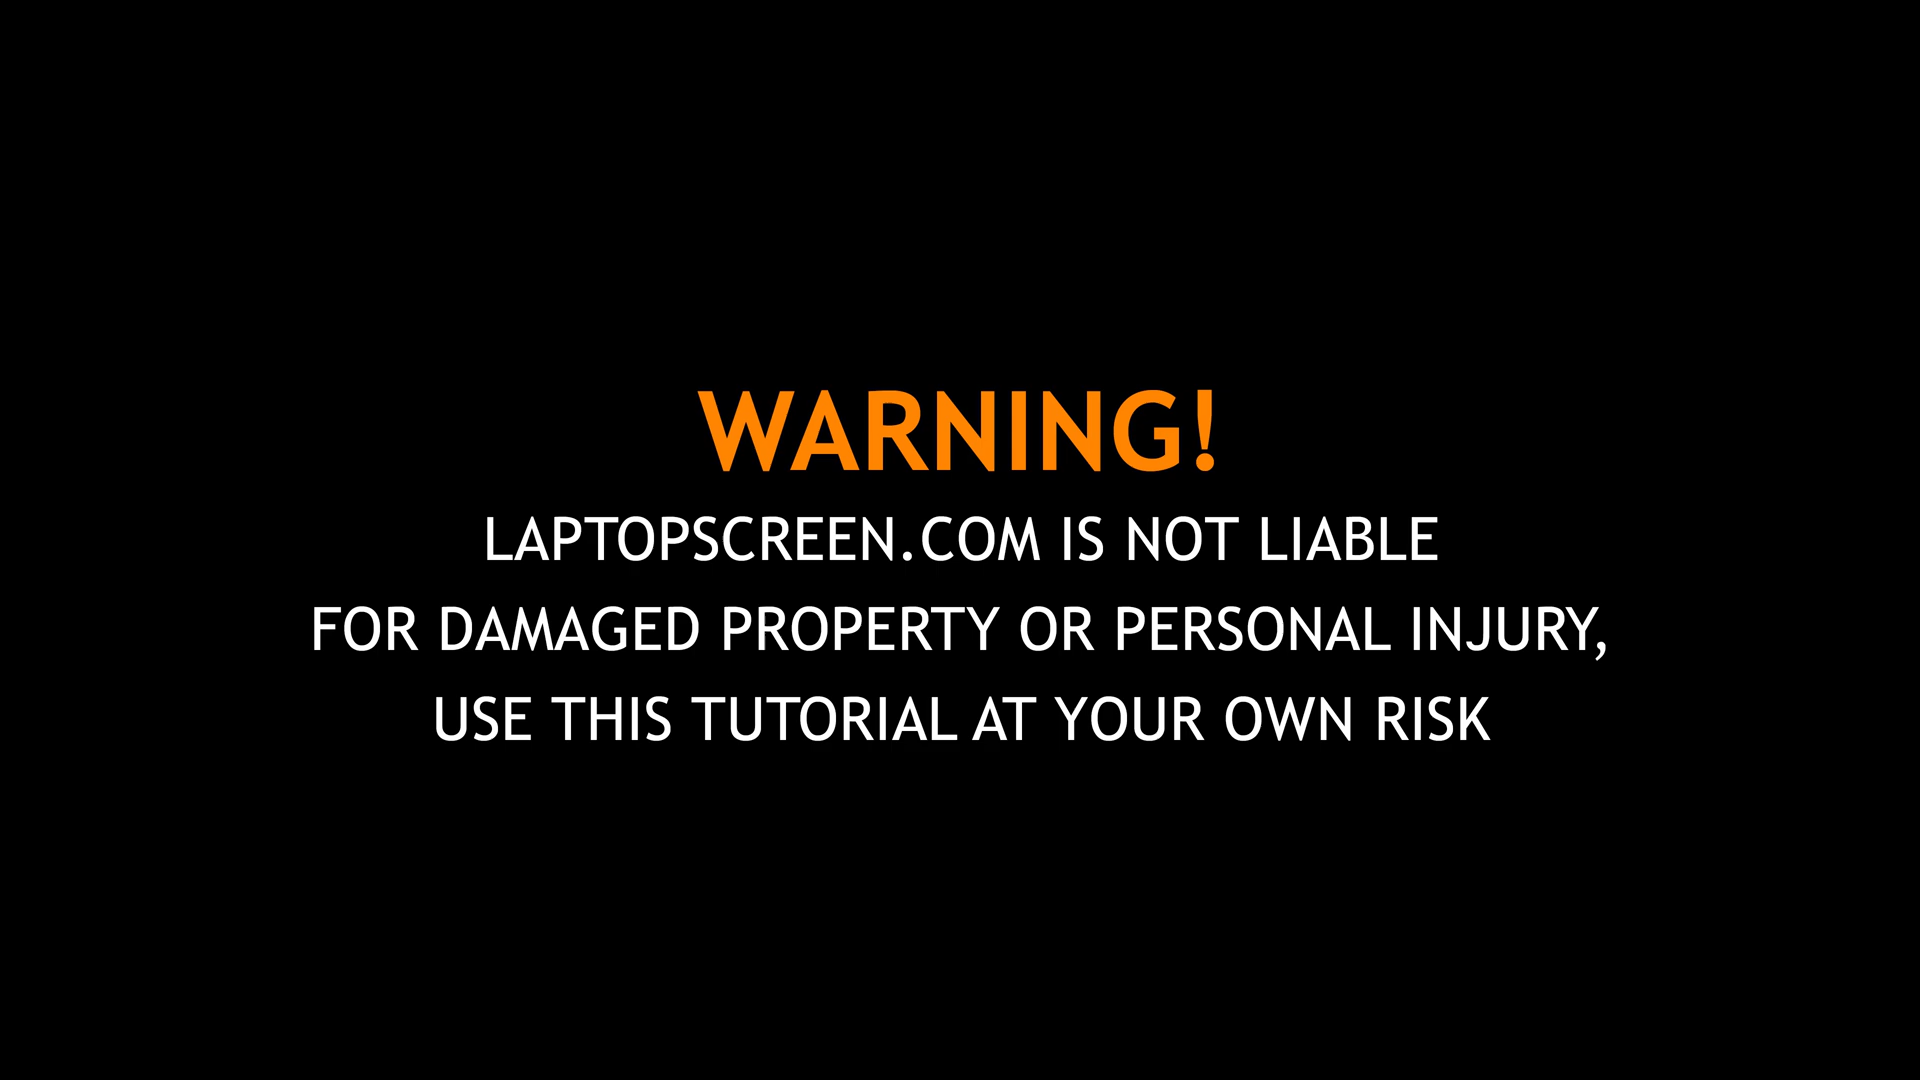 WARNING!
LAPTOPSCREEN.COM IS NOT LIABLE
FOR DAMAGED PROPERTY OR PERSONAL INJURY,
USE THIS TUTORIAL AT YOUR OWN RISK